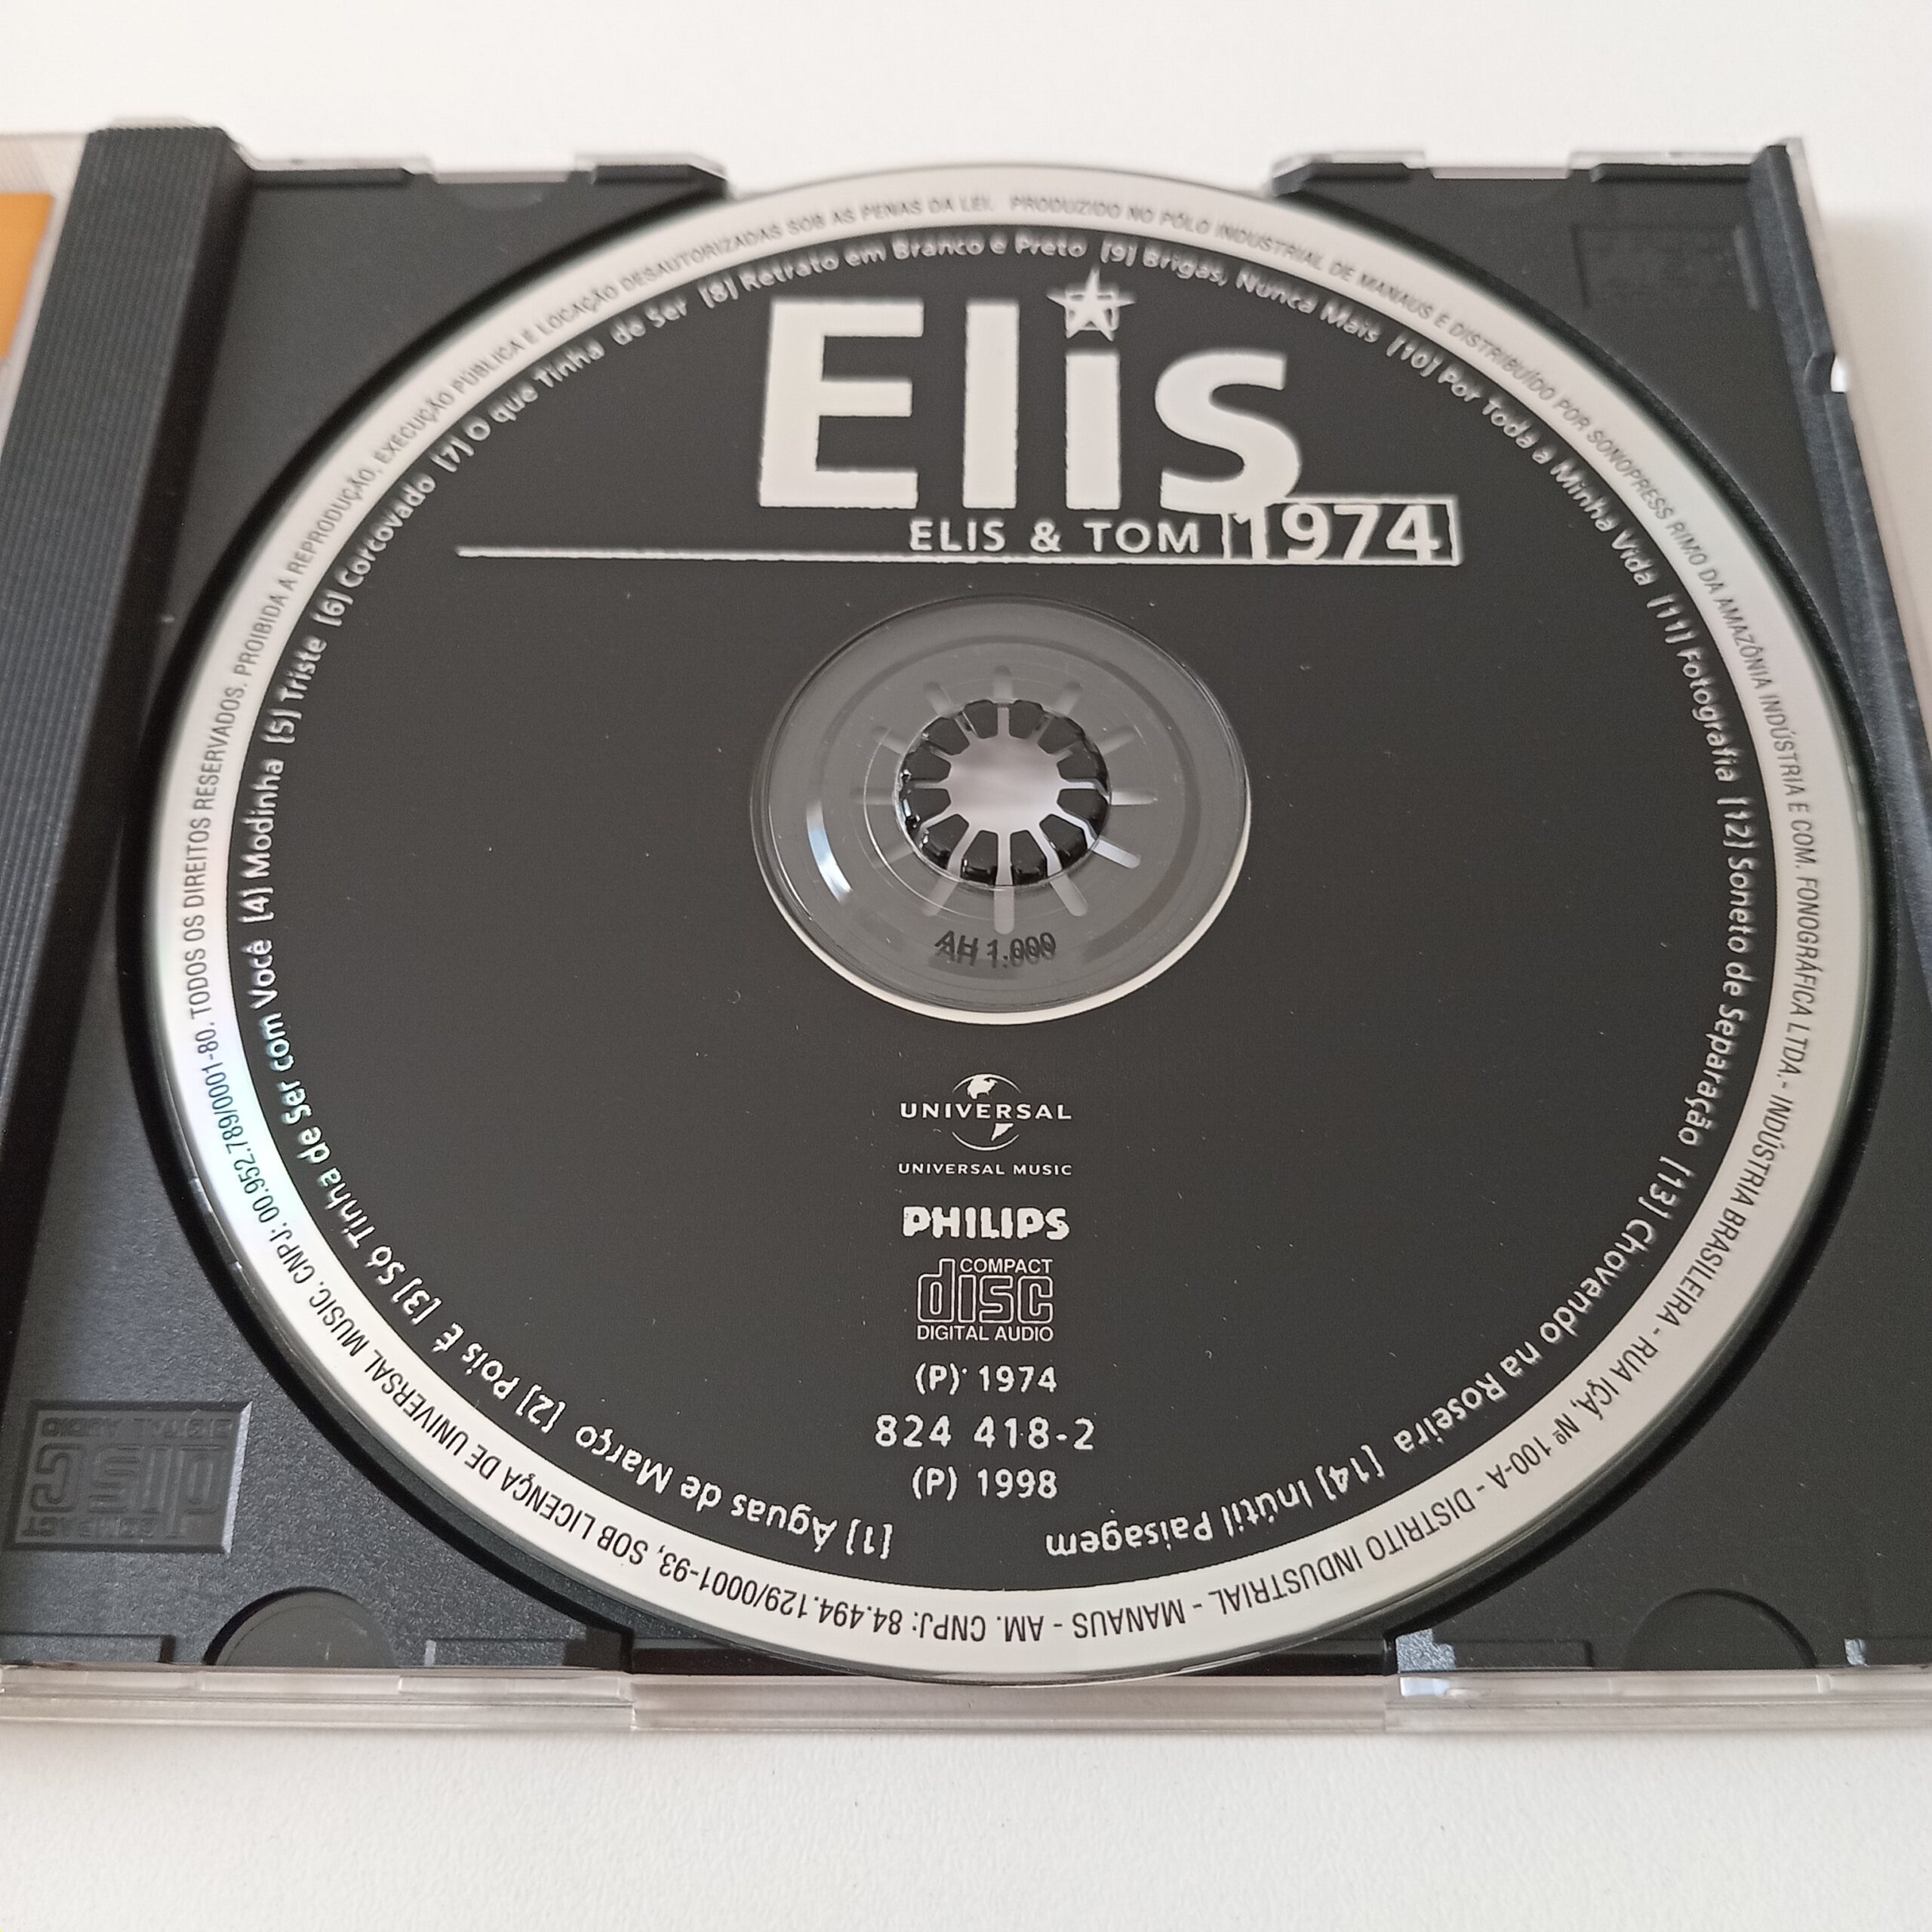 Elis
ELIS & TOM 1974
[1] Águas de Março [2] Pois É [3] Só Tinha de Ser com Você [4] Modinha [5] Triste [6] Corcovado [7] O que Tinha de Ser [8] Retrato em Branco e Preto [9] Brigas, Nunca Mais [10] Por Toda a Minha Vida [11] Fotografia [12] Soneto de Separação [13] Chovendo na Roseira [14] Inútil Paisagem
AH 1.000
UNIVERSAL
UNIVERSAL MUSIC
PHILIPS
COMPACT
disc
DIGITAL AUDIO
(P) 1974
824 418-2
(P) 1998
PRODUZIDO NO PÓLO INDUSTRIAL DE MANAUS E DISTRIBUÍDO POR SONOPRESS RIMO DA AMAZÔNIA INDÚSTRIA E COM. FONOGRÁFICA LTDA. - INDÚSTRIA BRASILEIRA - RUA IÇÁ, Nº 100-A - DISTRITO INDUSTRIAL - MANAUS - AM. CNPJ: 84.494.129/0001-93, SOB LICENÇA DE UNIVERSAL MUSIC. CNPJ: 00.952.789/0001-80. TODOS OS DIREITOS RESERVADOS. PROIBIDA A REPRODUÇÃO, EXECUÇÃO PÚBLICA E LOCAÇÃO DESAUTORIZADAS SOB AS PENAS DA LEI.
COMPACT
disc
DIGITAL AUDIO